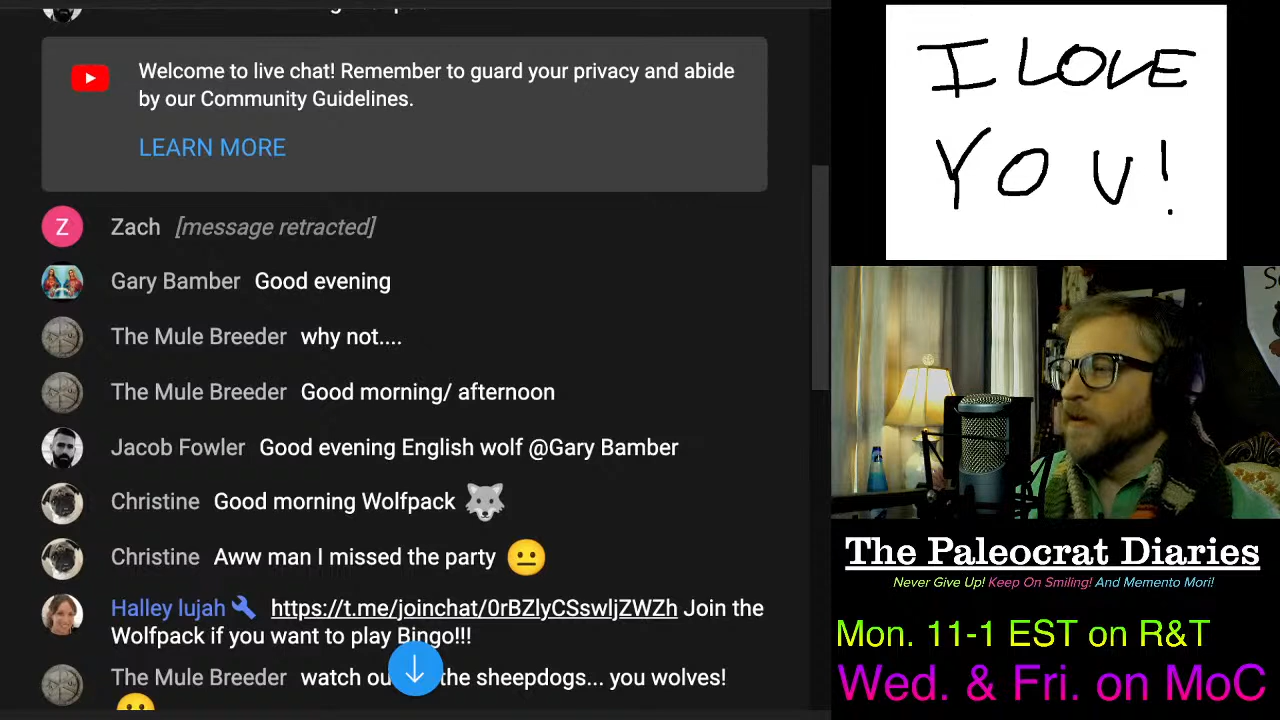 Welcome to live chat! Remember to guard your privacy and abide
by our Community Guidelines.
LEARN MORE
Z
Zach [message retracted]
Gary Bamber Good evening
The Mule Breeder why not....
The Mule Breeder Good morning/ afternoon
Jacob Fowler Good evening English wolf @Gary Bamber
Christine Good morning Wolfpack
Christine Aww man I missed the party
Halley lujah https://t.me/joinchat/0rBZlyCSswljZWZh Join the
Wolfpack if you want to play Bingo!!!
The Mule Breeder watch the sheepdogs... you wolves!
I LOVE
YOU!
The Paleocrat Diaries
Never Give Up! Keep On Smiling! And Memento Mori!
Mon. 11-1 EST on R&T
Wed. & Fri. on MoC